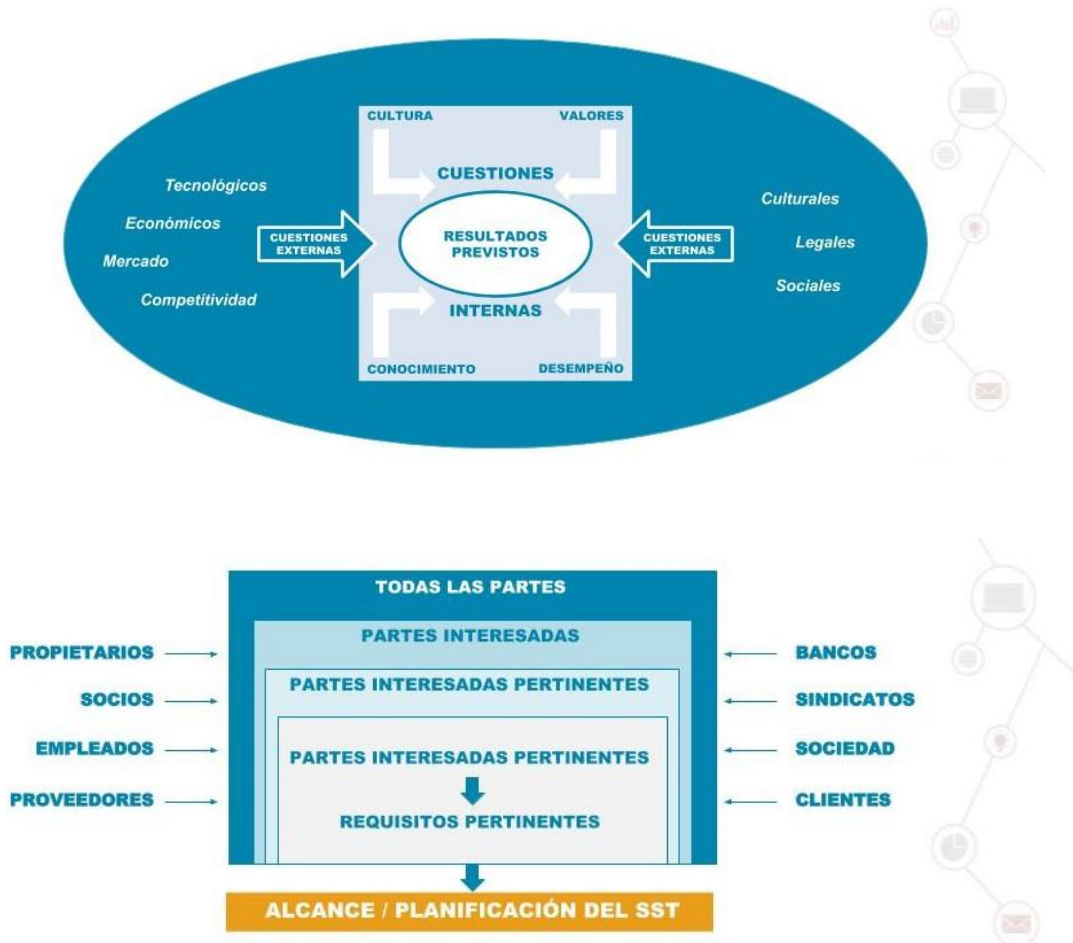 CULTURA
VALORES
CUESTIONES
Tecnológicos
Económicos
Mercado
Competitividad
CUESTIONES
EXTERNAS
RESULTADOS
PREVISTOS
CUESTIONES
EXTERNAS
Culturales
Legales
Sociales
INTERNAS
CONOCIMIENTO
DESEMPEÑO
TODAS LAS PARTES
PARTES INTERESADAS
PARTES INTERESADAS PERTINENTES
PARTES INTERESADAS PERTINENTES
REQUISITOS PERTINENTES
PROPIETARIOS
SOCIOS
EMPLEADOS
PROVEEDORES
BANCOS
SINDICATOS
SOCIEDAD
CLIENTES
ALCANCE / PLANIFICACIÓN DEL SST